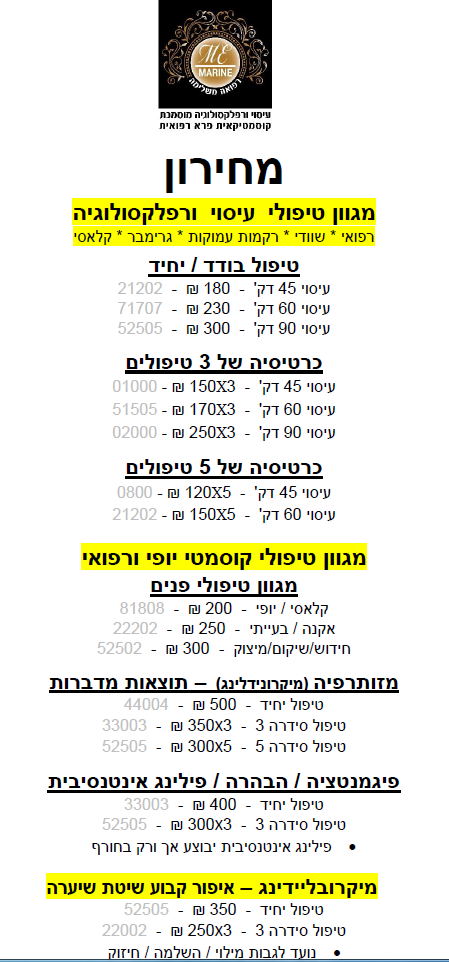 ME
MARINE
רפואה משלימה
עיסוי ורפלקסולוגיה מוסמכת
קוסמטיקאית פרא רפואית
מחירון
מגוון טיפולי עיסוי ורפלקסולוגיה
רפואי * שוודי * רקמות עמוקות * גרימבר * קלאסי
טיפול בודד / יחיד
עיסוי 45 דק' - 180 ₪ - 21202
עיסוי 60 דק' - 230 ₪ - 71707
עיסוי 90 דק' - 300 ₪ - 52505
כרטיסיה של 3 טיפולים
עיסוי 45 דק' - 150X3 ₪ - 01000
עיסוי 60 דק' - 170X3 ₪ - 51505
עיסוי 90 דק' - 250X3 ₪ - 02000
כרטיסיה של 5 טיפולים
עיסוי 45 דק' - 120X5 ₪ - 0800
עיסוי 60 דק' - 150X5 ₪ - 21202
מגוון טיפולי קוסמטי יופי ורפואי
מגוון טיפולי פנים
קלאסי / יופי - 200 ₪ - 81808
אקנה / בעייתי - 250 ₪ - 22202
חידוש/שיקום/מיצוק - 300 ₪ - 52502
מזותרפיה (מיקרונידלינג) – תוצאות מדברות
טיפול יחיד - 500 ₪ - 44004
טיפול סידרה 3 - 350X3 ₪ - 33003
טיפול סידרה 5 - 300X5 ₪ - 52505
פיגמנטציה / הבהרה / פילינג אינטנסיבית
טיפול יחיד - 400 ₪ - 33003
טיפול סידרה 3 - 300X3 ₪ - 52505
• פילינג אינטנסיבית יבוצע אך ורק בחורף
מיקרובליידינג – איפור קבוע שיטת שיערה
טיפול יחיד - 350 ₪ - 52505
טיפול סידרה 3 - 250X3 ₪ - 22002
• נועד לגבות מילוי / השלמה / חיזוק